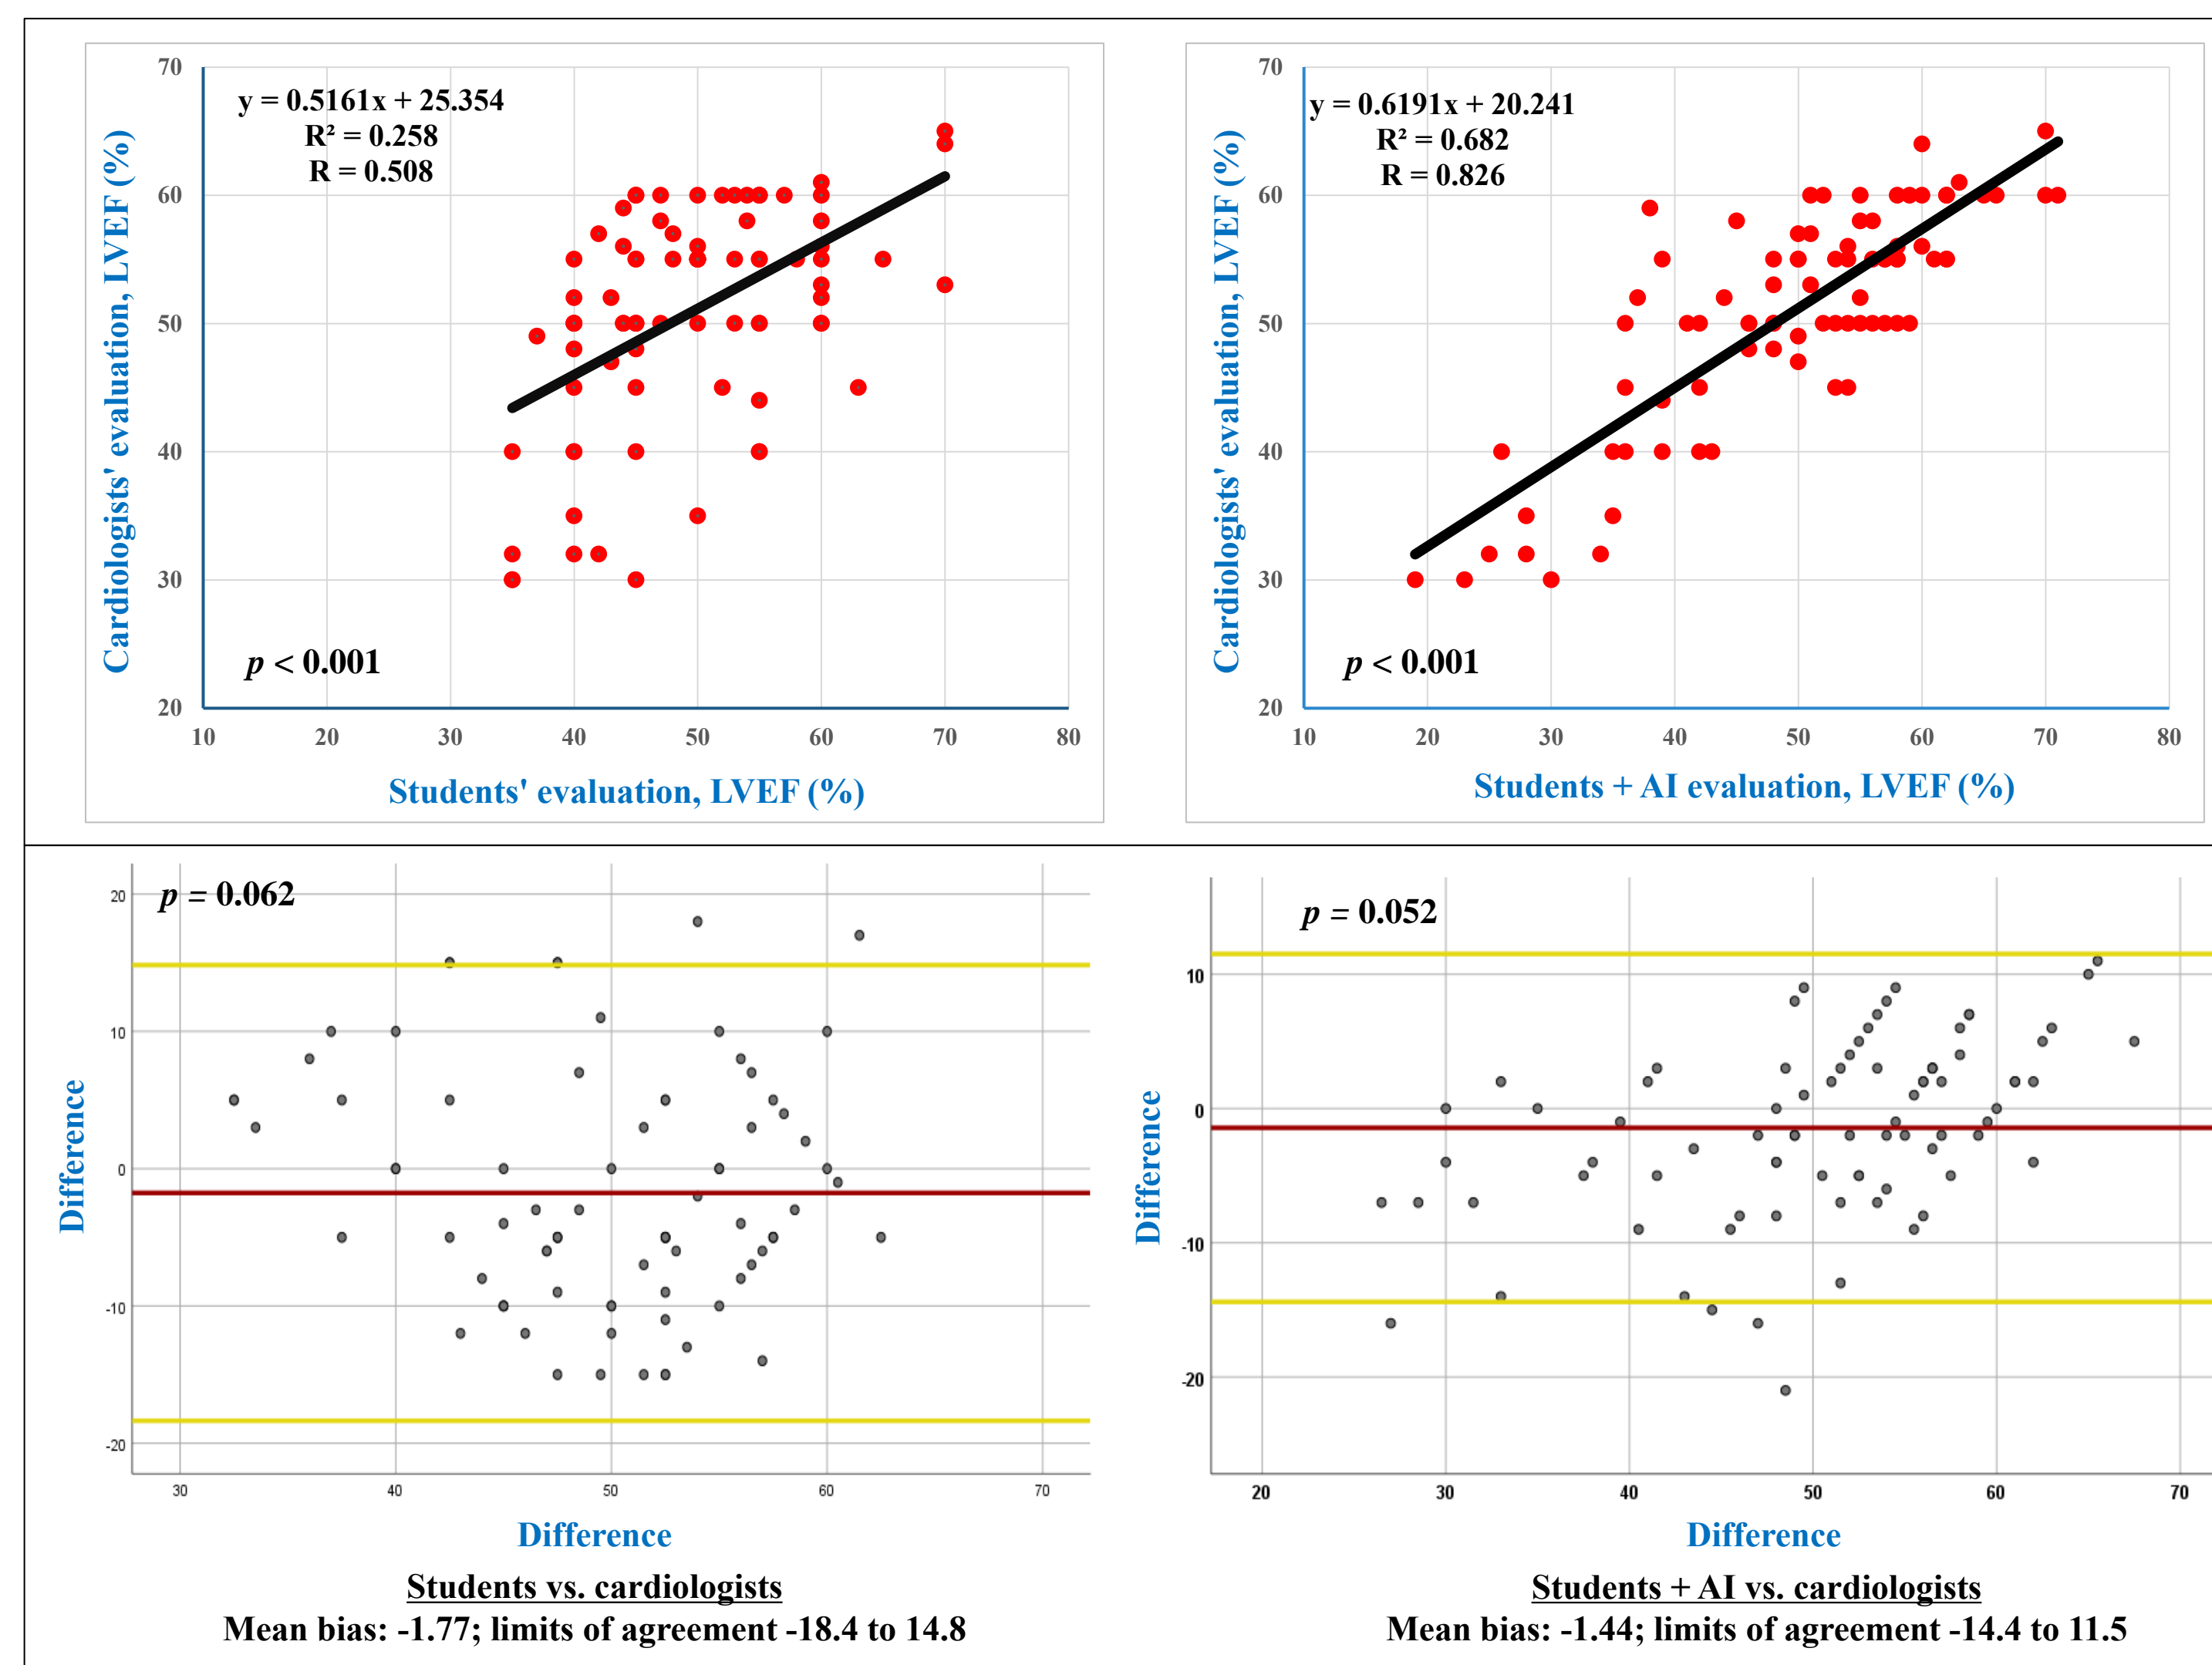 y = 0.5161x + 25.354
R² = 0.258
R = 0.508
p < 0.001
Cardiologists' evaluation, LVEF (%)
70
60
50
40
30
20
10 20 30 40 50 60 70 80
Students' evaluation, LVEF (%)
y = 0.6191x + 20.241
R² = 0.682
R = 0.826
p < 0.001
Cardiologists' evaluation, LVEF (%)
70
60
50
40
30
20
10 20 30 40 50 60 70 80
Students + AI evaluation, LVEF (%)
p = 0.062
Difference
20
10
0
-10
-20
30 40 50 60 70
Difference
Students vs. cardiologists
Mean bias: -1.77; limits of agreement -18.4 to 14.8
p = 0.052
Difference
10
0
-10
-20
20 30 40 50 60 70
Difference
Students + AI vs. cardiologists
Mean bias: -1.44; limits of agreement -14.4 to 11.5